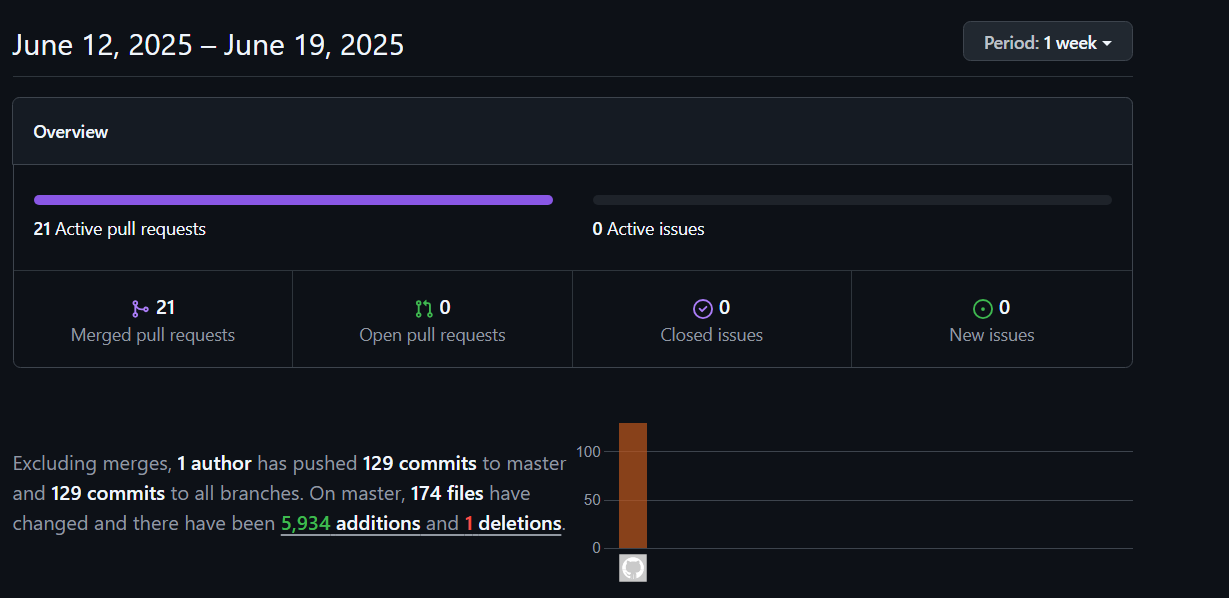 June 12, 2025 – June 19, 2025
Period: 1 week
Overview
21 Active pull requests
0 Active issues
21
Merged pull requests
0
Open pull requests
0
Closed issues
0
New issues
Excluding merges, 1 author has pushed 129 commits to master
and 129 commits to all branches. On master, 174 files have
changed and there have been 5,934 additions and 1 deletions.
100
50
0